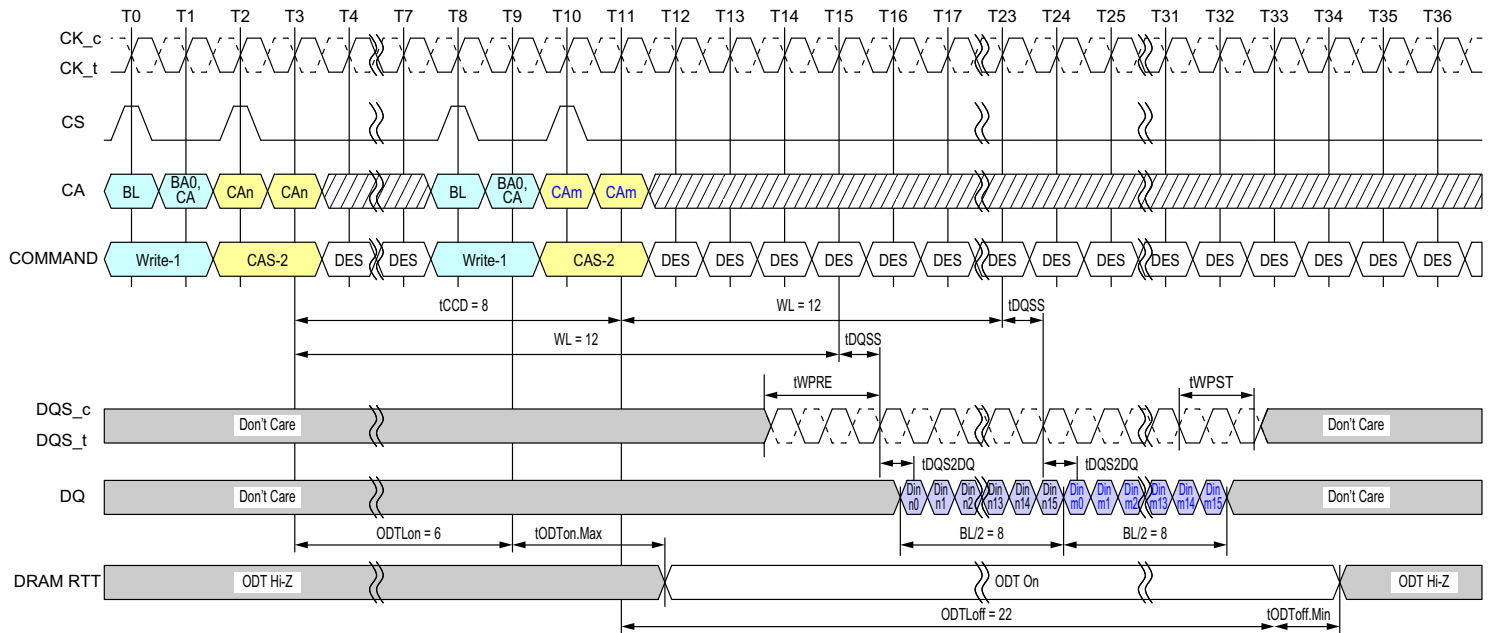 T0 T1 T2 T3 T4 T7 T8 T9 T10 T11 T12 T13 T14 T15 T16 T17 T23 T24 T25 T31 T32 T33 T34 T35 T36
CK_c
CK_t
CS
CA BL BA0, CA CAn CAn BL BA0, CA CAm CAm
COMMAND Write-1 CAS-2 DES DES Write-1 CAS-2 DES DES DES DES DES DES DES DES DES DES DES DES DES DES DES
tCCD = 8 WL = 12 tDQSS
WL = 12 tDQSS
tWPRE tWPST
DQS_c
DQS_t
Don't Care Don't Care
tDQS2DQ tDQS2DQ
DQ Don't Care Din n0 Din n1 Din n2 Din n13 Din n14 Din n15 Din m0 Din m1 Din m2 Din m13 Din m14 Din m15 Don't Care
ODTLon = 6 tODTon.Max BL/2 = 8 BL/2 = 8
DRAM RTT ODT Hi-Z ODT On ODT Hi-Z
ODTLoff = 22 tODToff.Min